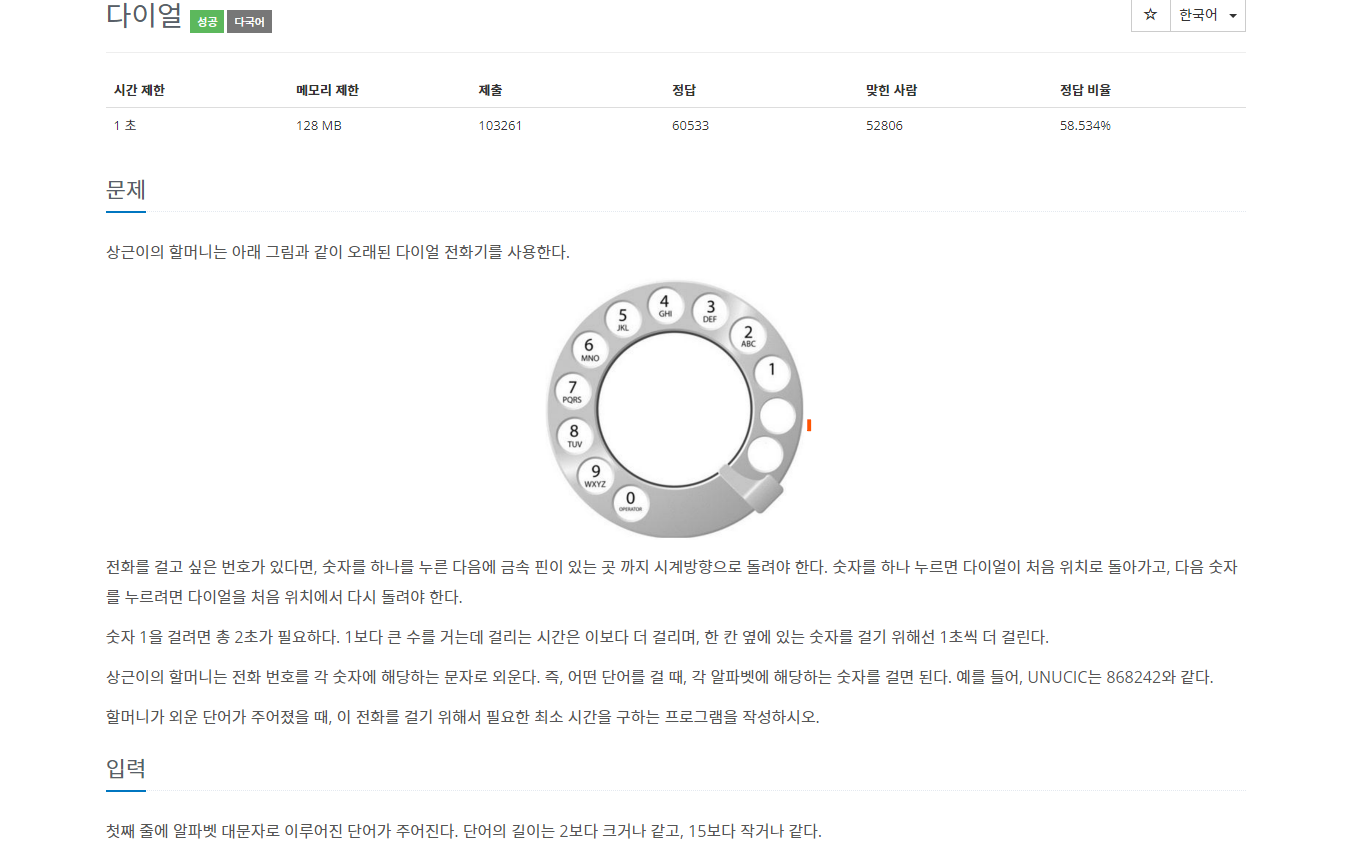 다이얼 성공 다국어
☆ 한국어
시간 제한 메모리 제한 제출 정답 맞힌 사람 정답 비율
1 초 128 MB 103261 60533 52806 58.534%
문제
상근이의 할머니는 아래 그림과 같이 오래된 다이얼 전화기를 사용한다.
4 GHI
3 DEF
5 JKL
2 ABC
6 MNO
1
7 PQRS
8 TUV
9 WXYZ
0 OPERATOR
전화를 걸고 싶은 번호가 있다면, 숫자를 하나를 누른 다음에 금속 핀이 있는 곳 까지 시계방향으로 돌려야 한다. 숫자를 하나 누르면 다이얼이 처음 위치로 돌아가고, 다음 숫자
를 누르려면 다이얼을 처음 위치에서 다시 돌려야 한다.
숫자 1을 걸려면 총 2초가 필요하다. 1보다 큰 수를 거는데 걸리는 시간은 이보다 더 걸리며, 한 칸 옆에 있는 숫자를 걸기 위해선 1초씩 더 걸린다.
상근이의 할머니는 전화 번호를 각 숫자에 해당하는 문자로 외운다. 즉, 어떤 단어를 걸 때, 각 알파벳에 해당하는 숫자를 걸면 된다. 예를 들어, UNUCIC는 868242와 같다.
할머니가 외운 단어가 주어졌을 때, 이 전화를 걸기 위해서 필요한 최소 시간을 구하는 프로그램을 작성하시오.
입력
첫째 줄에 알파벳 대문자로 이루어진 단어가 주어진다. 단어의 길이는 2보다 크거나 같고, 15보다 작거나 같다.